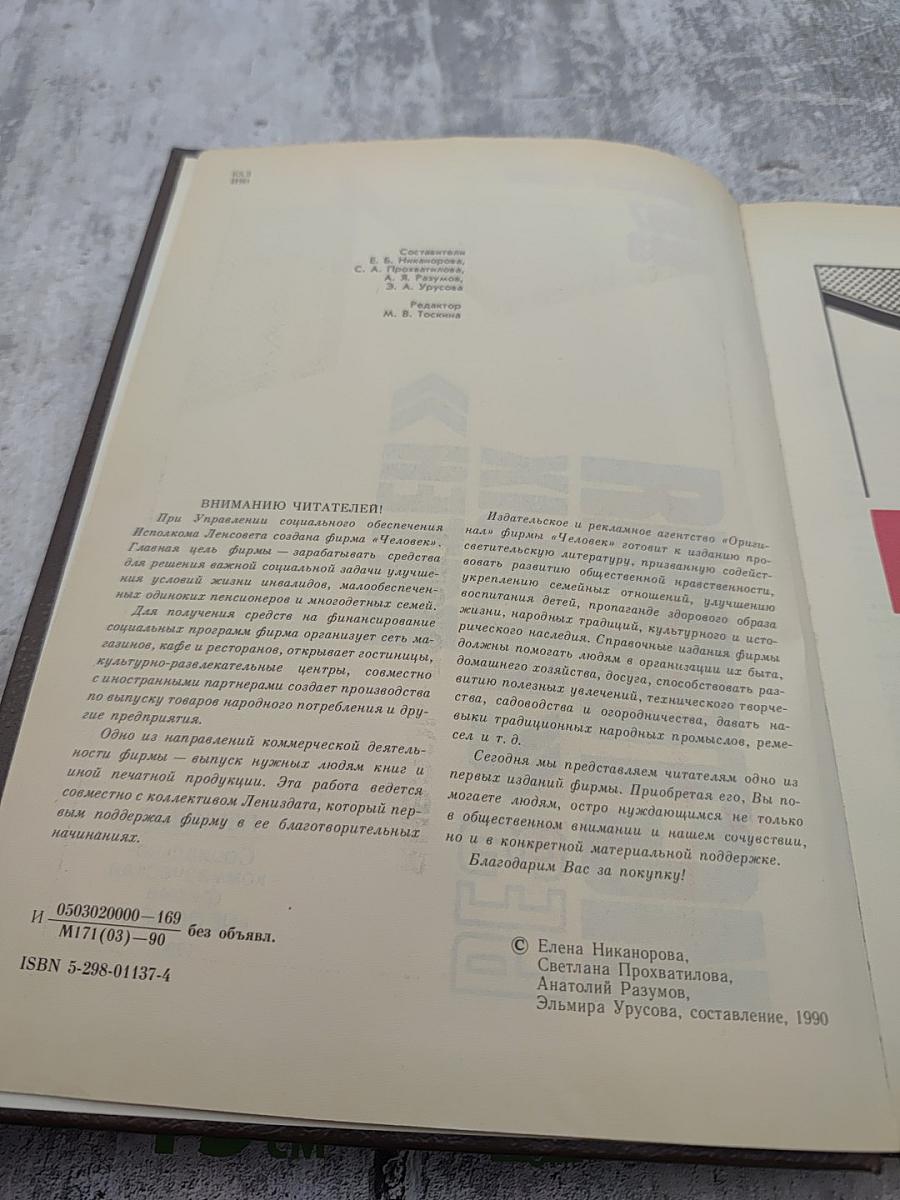 Составители
Е. Б. Никанорова,
С. А. Прохватилова,
А. Я. Разумов,
Э. А. Урусова
Редактор
М. В. Тоскина
ВНИМАНИЮ ЧИТАТЕЛЕЙ!
При Управлении социального обеспечения
Исполкома Ленсовета создана фирма «Человек».
Главная цель фирмы — зарабатывать средства
для решения важной социальной задачи улучше-
ния условий жизни инвалидов, малообеспечен-
ных одиноких пенсионеров и многодетных семей.
Для получения средств на финансирование
социальных программ фирма организует сеть ма-
газинов, кафе и ресторанов, открывает гостиницы,
культурно-развлекательные центры, совместно
с иностранными партнерами создает производства
по выпуску товаров народного потребления и дру-
гие предприятия.
Одно из направлений коммерческой деятель-
ности фирмы — выпуск нужных людям книг и
иной печатной продукции. Эта работа ведется
совместно с коллективом Лениздата, который пер-
вым поддержал фирму в ее благотворительных
начинаниях.
Издательское и рекламное агентство «Ориги-
нал» фирмы «Человек» готовит к изданию про-
светительскую литературу, призванную содейст-
вовать развитию общественной нравственности,
укреплению семейных отношений, улучшению
воспитания детей, пропаганде здорового образа
жизни, народных традиций, культурного и исто-
рического наследия. Справочные издания фирмы
должны помогать людям в организации их быта,
домашнего хозяйства, досуга, способствовать раз-
витию полезных увлечений, технического творче-
ства, садоводства и огородничества, давать на-
выки традиционных народных промыслов, реме-
сел и т. д.
Сегодня мы представляем читателям одно из
первых изданий фирмы. Приобретая его, Вы по-
могаете людям, остро нуждающимся не только
в общественном внимании и нашем сочувствии,
но и в конкретной материальной поддержке.
Благодарим Вас за покупку!
И 0503020000—169
М171(03)—90 без объявл.
ISBN 5-298-01137-4
© Елена Никанорова,
Светлана Прохватилова,
Анатолий Разумов,
Эльмира Урусова, составление, 1990